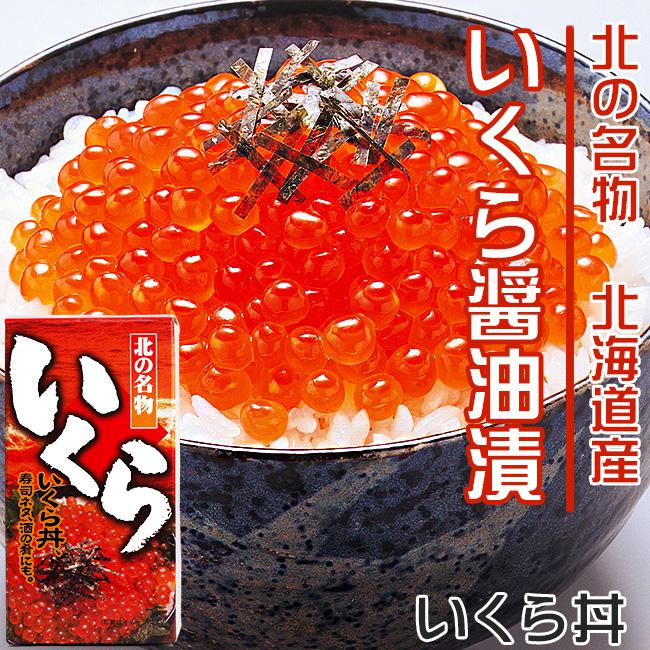 北の名物 北海道産
いくら醤油漬
北の名物
いくら
いくら丼、
寿司ネタ、酒の肴にも。
いくら丼